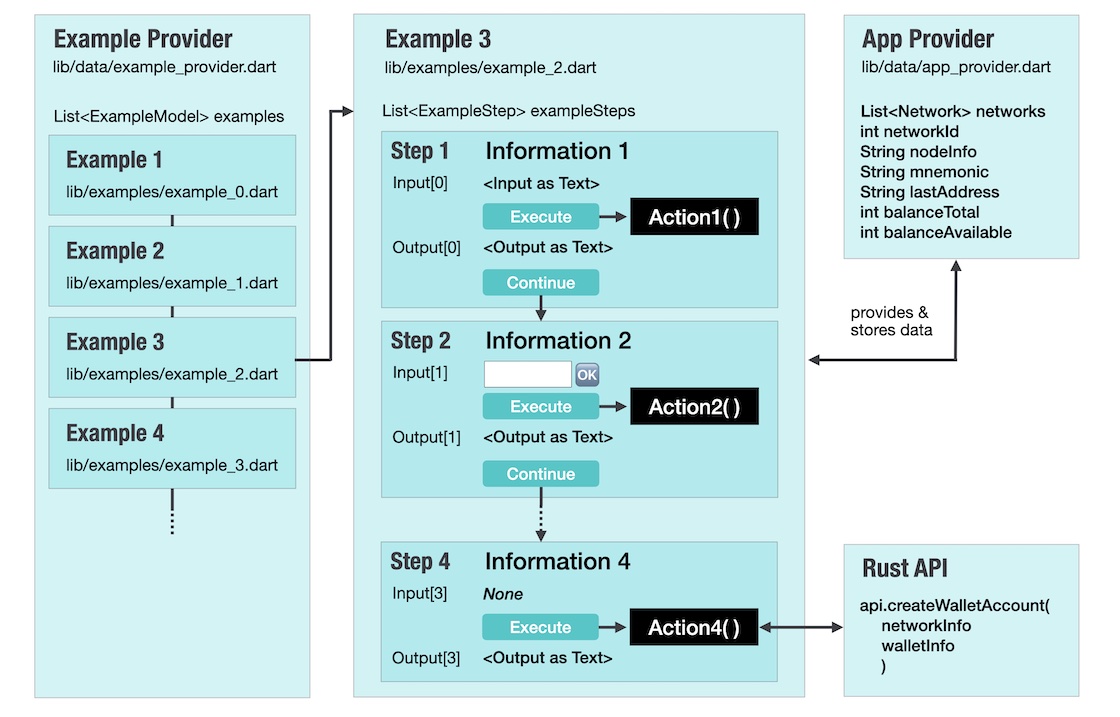 Example Provider
lib/data/example_provider.dart
List<ExampleModel> examples
Example 1
lib/examples/example_0.dart
Example 2
lib/examples/example_1.dart
Example 3
lib/examples/example_2.dart
Example 4
lib/examples/example_3.dart
Example 3
lib/examples/example_2.dart
List<ExampleStep> exampleSteps
Step 1 Information 1
Input[0] <Input as Text>
Execute Action1( )
Output[0] <Output as Text>
Continue
Step 2 Information 2
Input[1] OK
Execute Action2( )
Output[1] <Output as Text>
Continue
Step 4 Information 4
Input[3] None
Execute Action4( )
Output[3] <Output as Text>
App Provider
lib/data/app_provider.dart
List<Network> networks
int networkId
String nodeInfo
String mnemonic
String lastAddress
int balanceTotal
int balanceAvailable
provides &
stores data
Rust API
api.createWalletAccount(
networkInfo
walletInfo
)